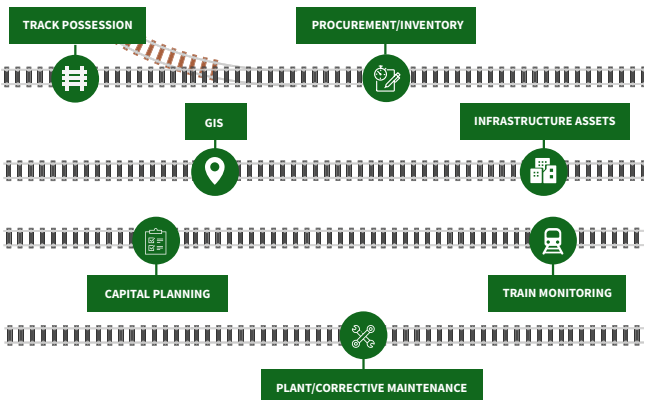 TRACK POSSESSION
PROCUREMENT/INVENTORY
GIS
INFRASTRUCTURE ASSETS
CAPITAL PLANNING
TRAIN MONITORING
PLANT/CORRECTIVE MAINTENANCE